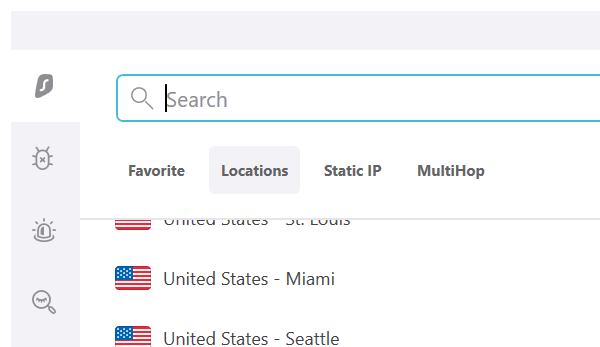 Search
Favorite Locations Static IP MultiHop
United States - St. Louis
United States - Miami
United States - Seattle